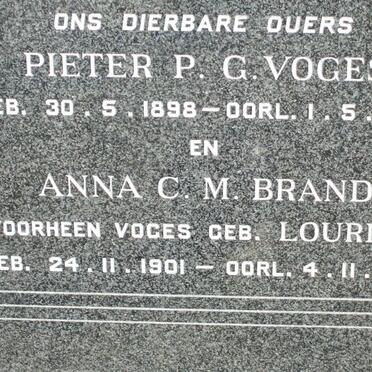 ONS DIERBARE OUERS
PIETER P. G. VOGES
EB. 30.5.1898 — OORL. 1.5.
EN
ANNA C. M. BRAND
VOORHEEN VOGES GEB. LOURE
EB. 24.11.1901 — OORL. 4.11.